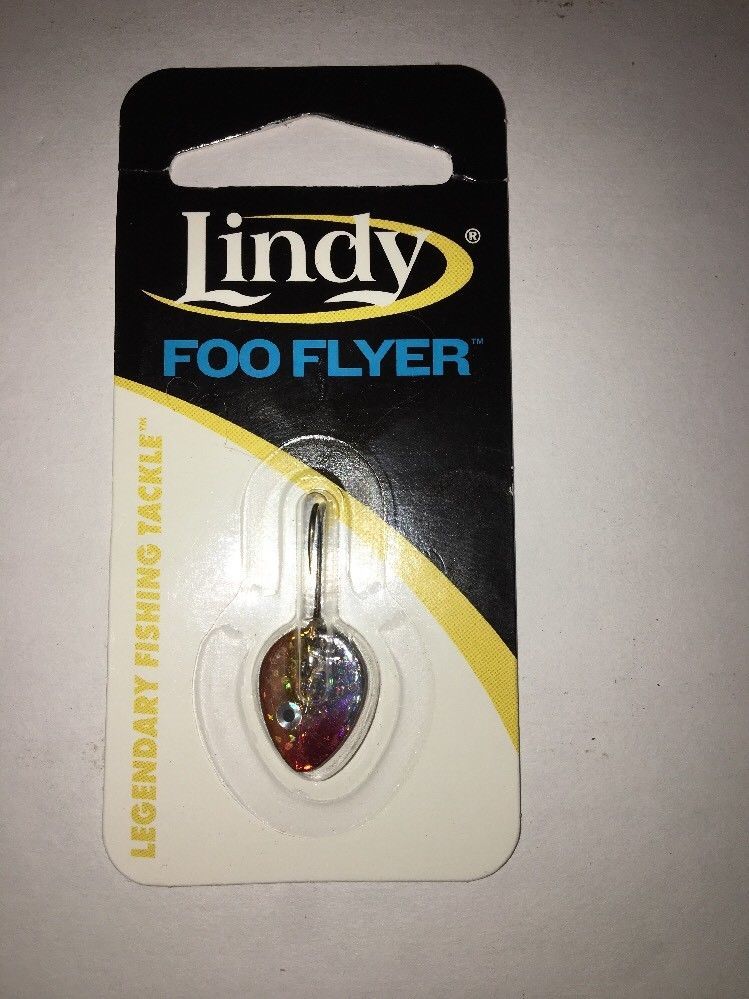 Lindy®
FOO FLYER™
LEGENDARY FISHING TACKLE™